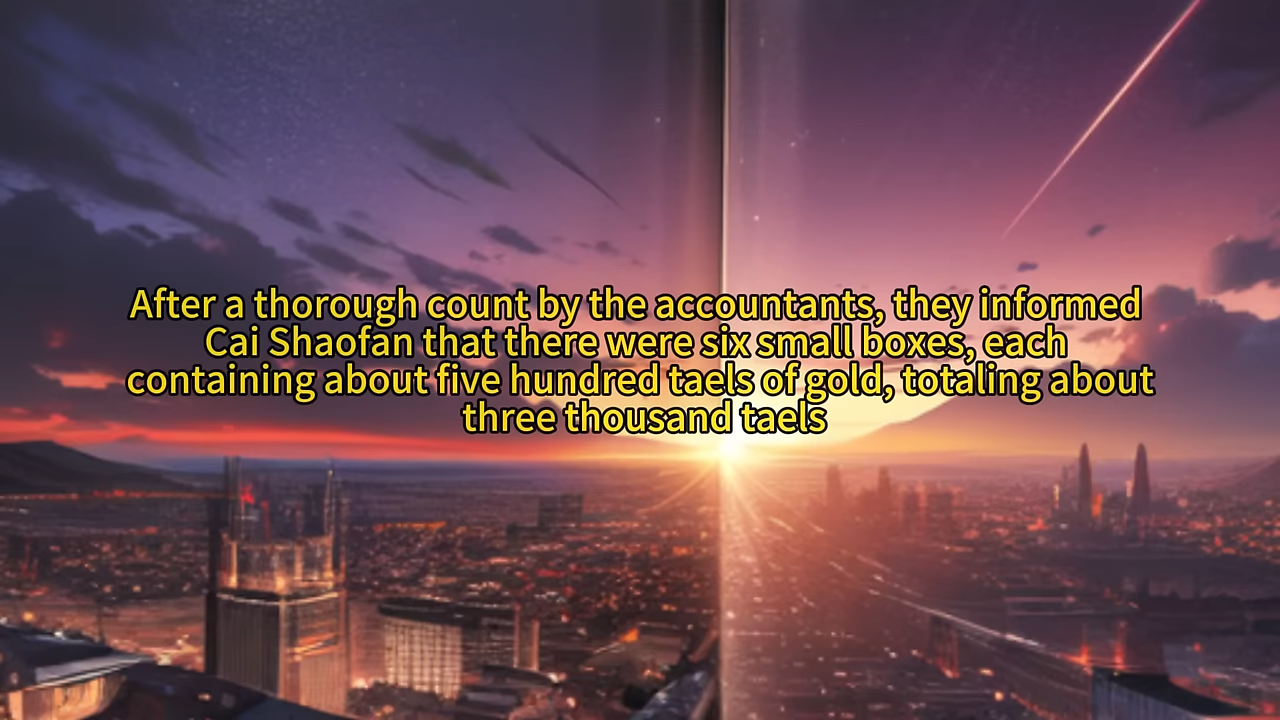 After a thorough count by the accountants, they informed
Cai Shaofan that there were six small boxes, each
containing about five hundred taels of gold, totaling about
three thousand taels